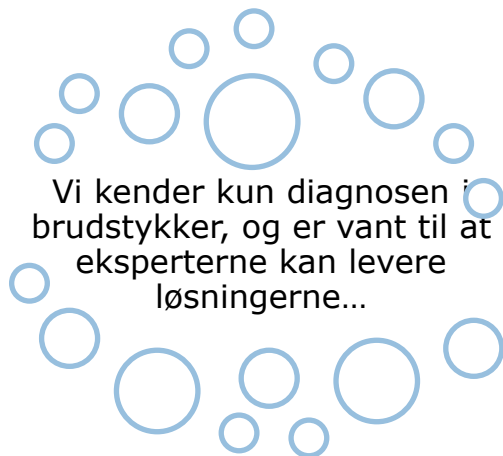 Vi kender kun diagnosen i
brudstykker, og er vant til at
eksperterne kan levere
løsningerne…